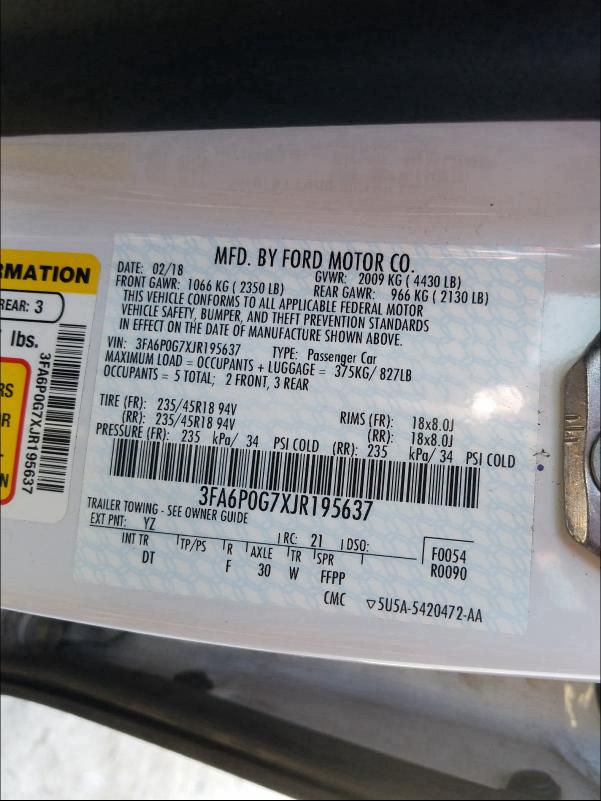 RMATION
REAR: 3
lbs.
RS
OR
3FA6P0G7XJR195637
MFD. BY FORD MOTOR CO.
DATE: 02/18 GVWR: 2009 KG ( 4430 LB)
FRONT GAWR: 1066 KG ( 2350 LB) REAR GAWR: 966 KG ( 2130 LB)
THIS VEHICLE CONFORMS TO ALL APPLICABLE FEDERAL MOTOR
VEHICLE SAFETY, BUMPER, AND THEFT PREVENTION STANDARDS
IN EFFECT ON THE DATE OF MANUFACTURE SHOWN ABOVE.
VIN: 3FA6P0G7XJR195637 TYPE: Passenger Car
MAXIMUM LOAD = OCCUPANTS + LUGGAGE = 375KG/ 827LB
OCCUPANTS = 5 TOTAL; 2 FRONT, 3 REAR
TIRE (FR): 235/45R18 94V RIMS (FR): 18x8.0J
(RR): 235/45R18 94V (RR): 18x8.0J
PRESSURE (FR): 235 kPa/ 34 PSI COLD (RR): 235 kPa/ 34 PSI COLD
3FA6P0G7XJR195637
TRAILER TOWING - SEE OWNER GUIDE
EXT PNT: YZ RC: 21 DSO: F0054
INT TR TP/PS R AXLE TR SPR R0090
DT F 30 W FFPP
CMC ▽5U5A-5420472-AA